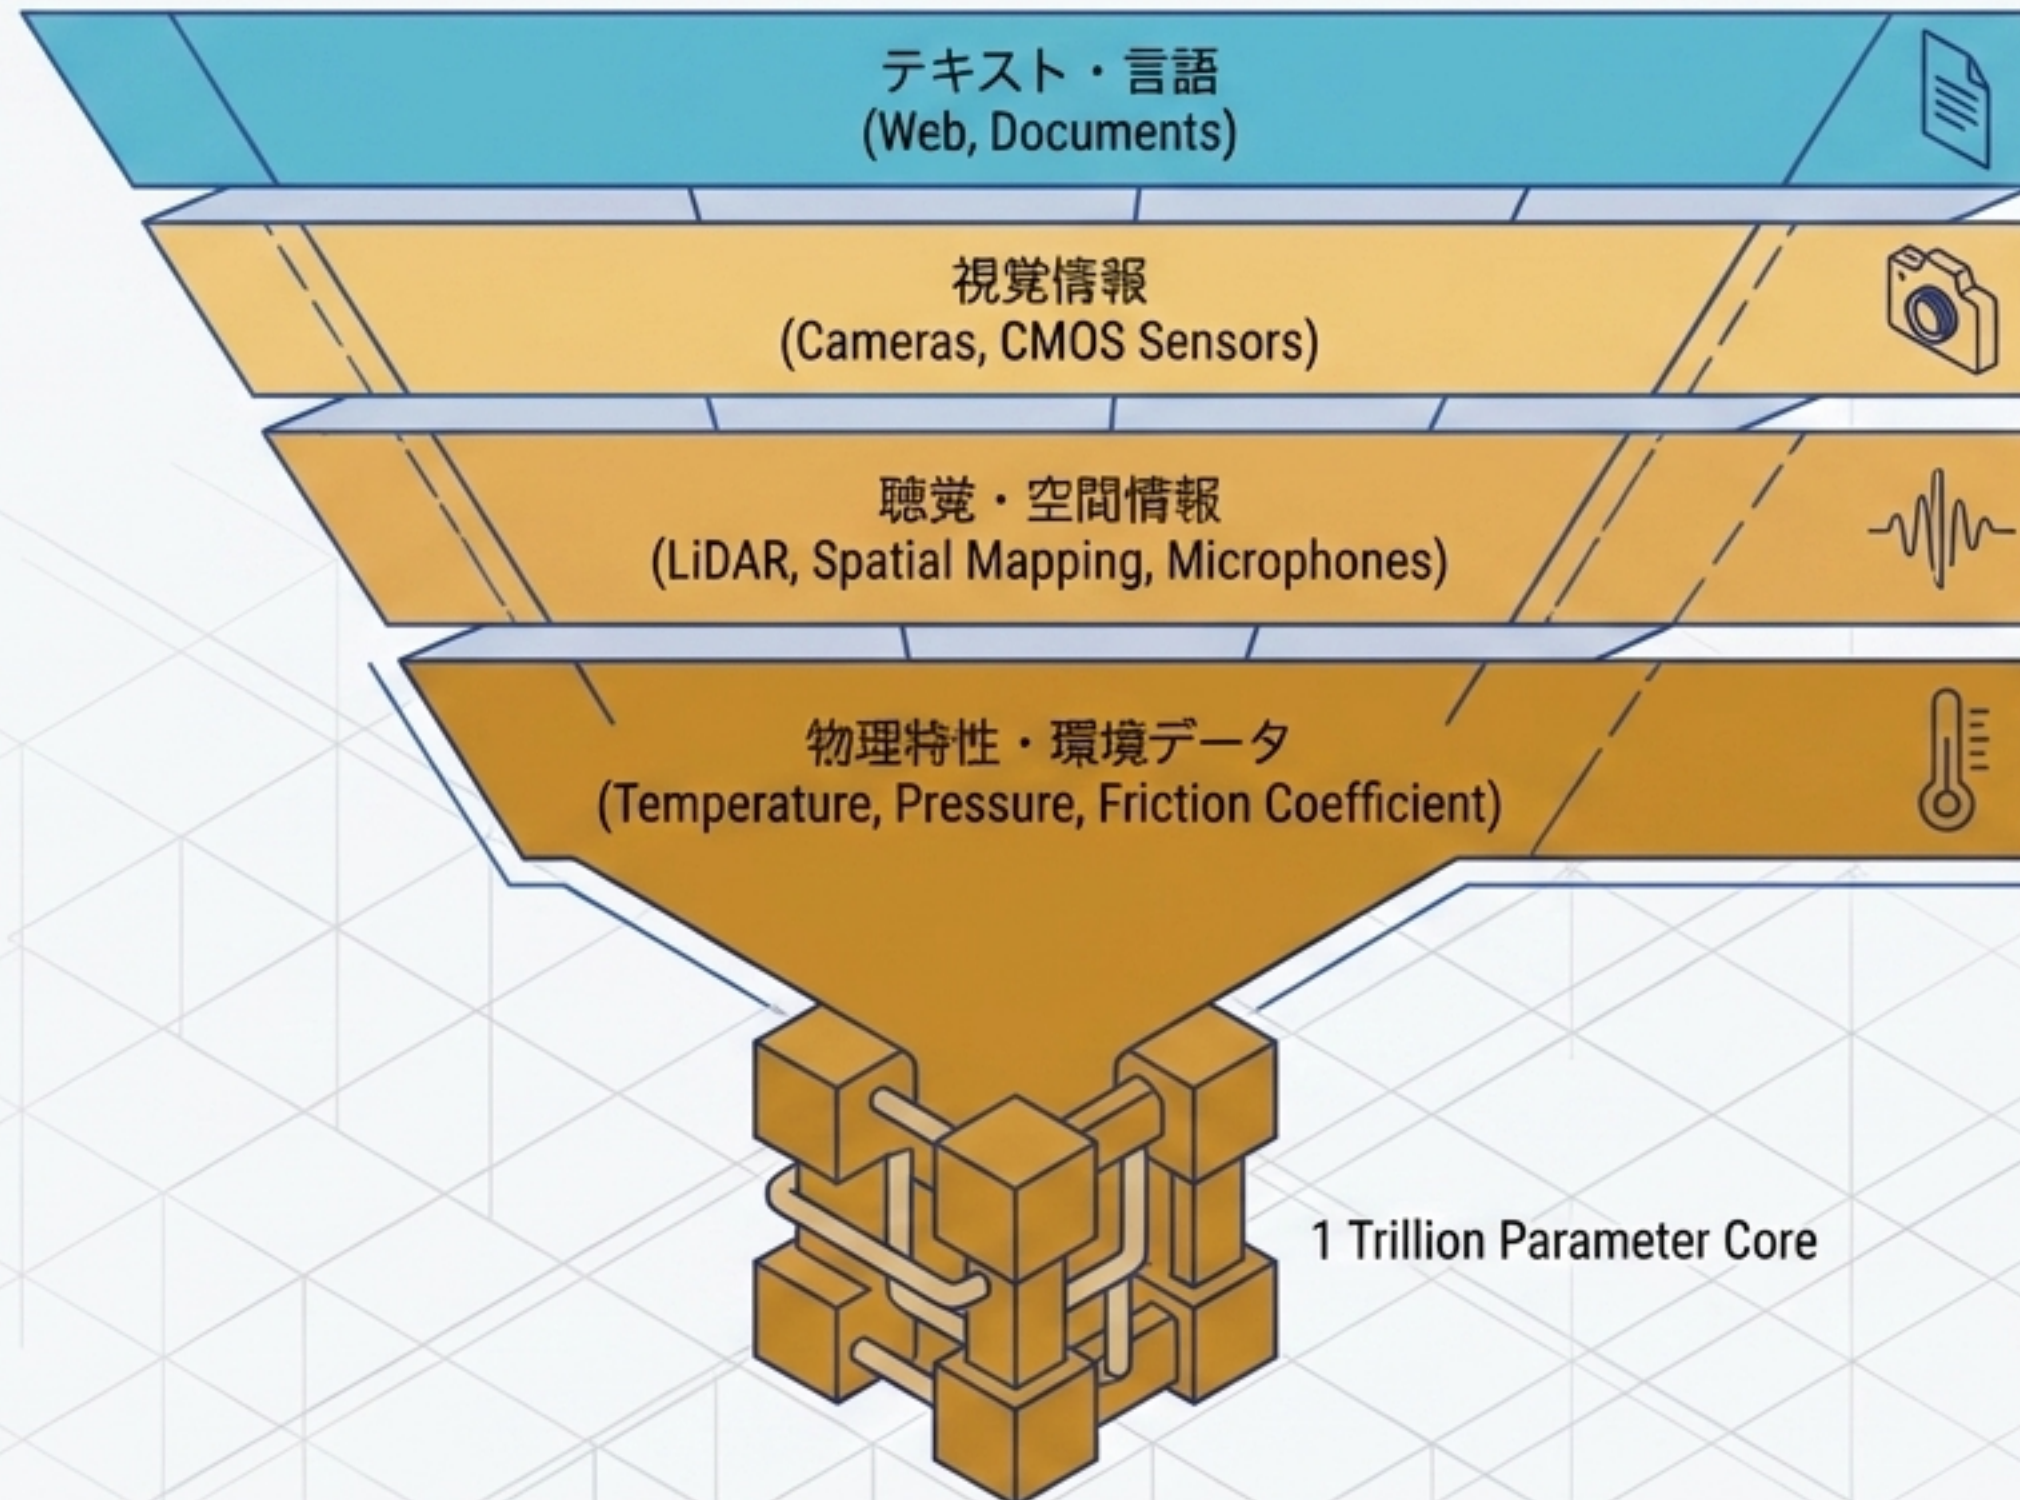 テキスト・言語
(Web, Documents)
視覚情報
(Cameras, CMOS Sensors)
聴覚・空間情報
(LiDAR, Spatial Mapping, Microphones)
物理特性・環境データ
(Temperature, Pressure, Friction Coefficient)
1 Trillion Parameter Core